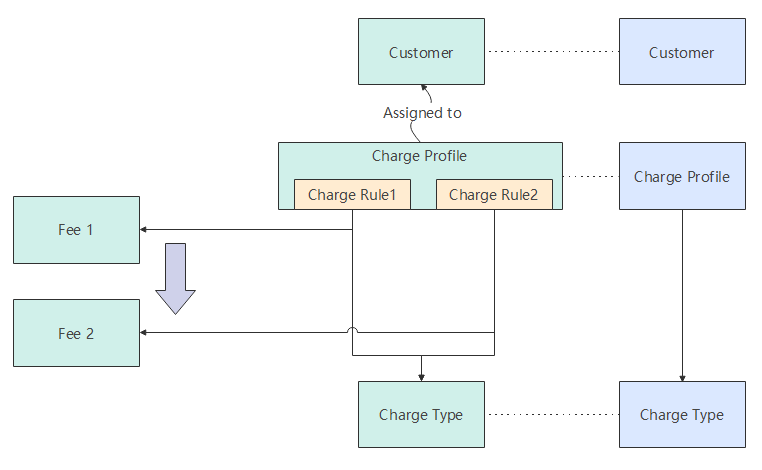 Customer
Customer
Assigned to
Charge Profile
Charge Profile
Charge Rule1
Charge Rule2
Fee 1
Fee 2
Charge Type
Charge Type